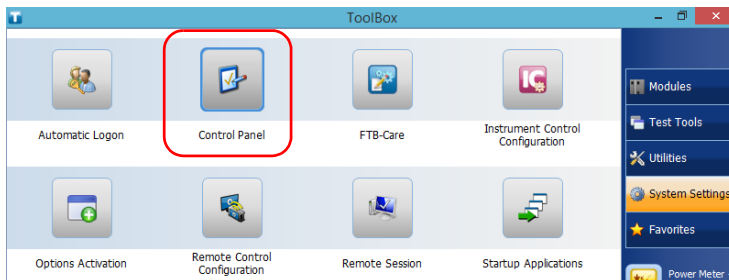 ToolBox
Automatic Logon
Control Panel
FTB-Care
Instrument Control
Configuration
Options Activation
Remote Control
Configuration
Remote Session
Startup Applications
Modules
Test Tools
Utilities
System Settings
Favorites
Power Meter